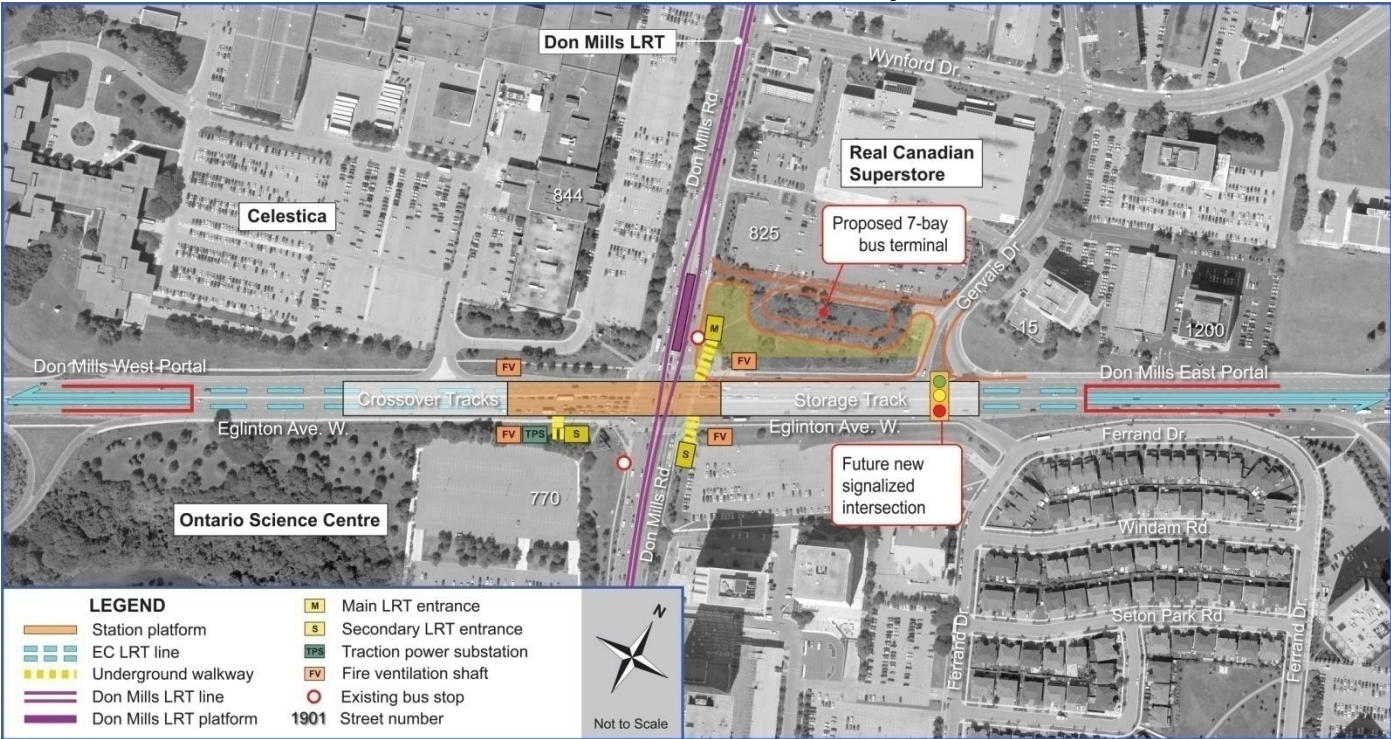 Don Mills LRT
Wynford Dr.
Don Mills Rd.
Real Canadian
Superstore
844
Celestica
825
Proposed 7-bay
bus terminal
Gervais Dr.
15
1200
M
FV
FV
Don Mills West Portal
Don Mills East Portal
Crossover Tracks
Storage Track
Eglinton Ave. W.
Eglinton Ave. W.
FV
TPS
S
S
FV
Ferrand Dr.
Future new
signalized
intersection
770
Don Mills Rd.
Ontario Science Centre
Windam Rd.
Seton Park Rd.
Ferrand Dr.
Ferrand Dr.
LEGEND
Station platform
EC LRT line
Underground walkway
Don Mills LRT line
Don Mills LRT platform
M Main LRT entrance
S Secondary LRT entrance
TPS Traction power substation
FV Fire ventilation shaft
Existing bus stop
1901 Street number
N
Not to Scale